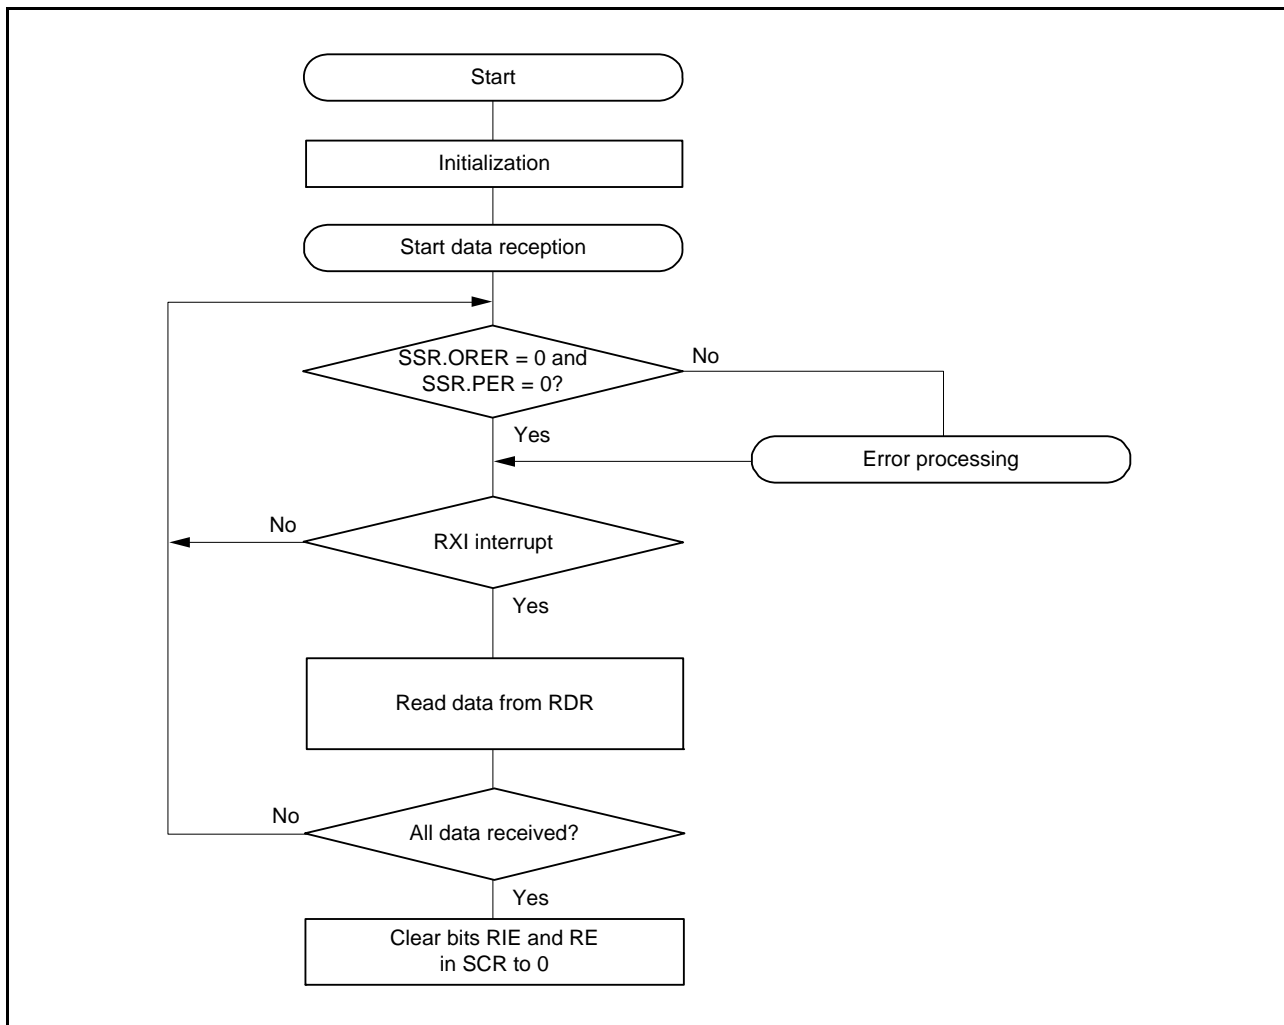 Start
Initialization
Start data reception
SSR.ORER = 0 and
SSR.PER = 0?
No
Yes
Error processing
No
RXI interrupt
Yes
Read data from RDR
No
All data received?
Yes
Clear bits RIE and RE
in SCR to 0